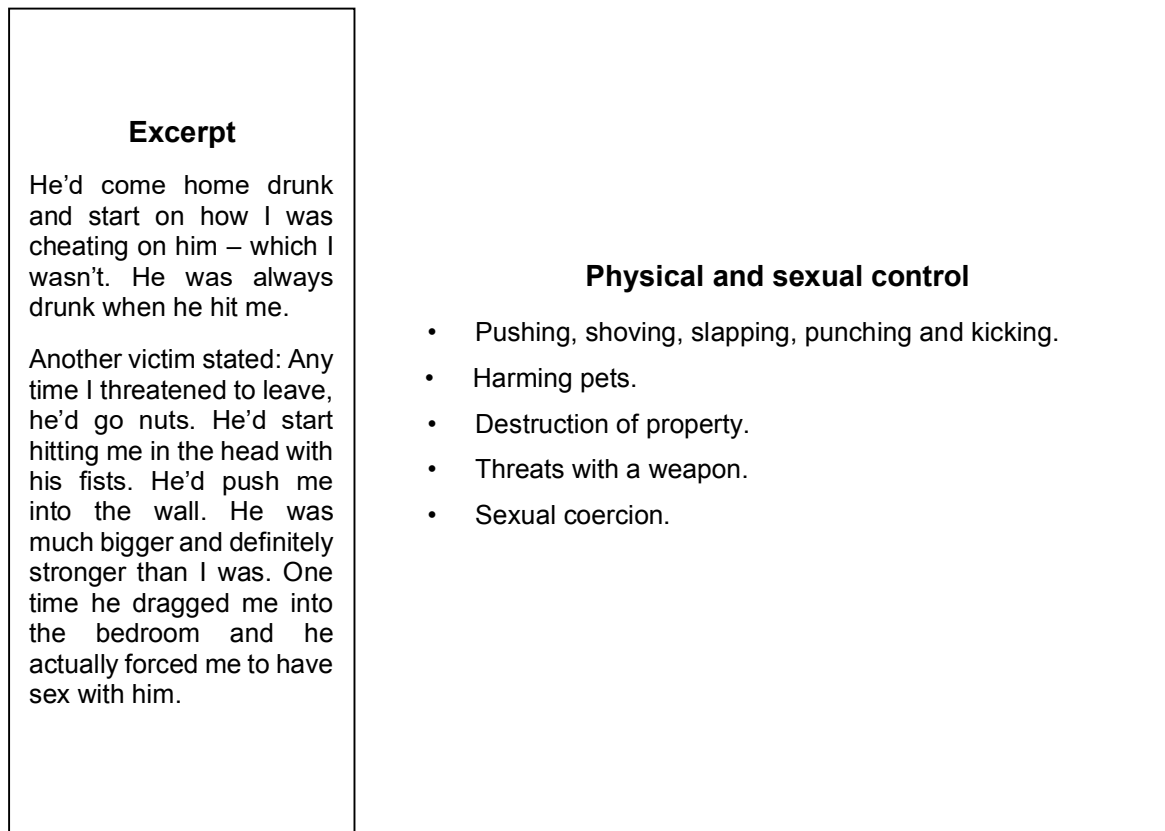 Excerpt
He’d come home drunk
and start on how I was
cheating on him – which I
wasn’t. He was always
drunk when he hit me.
Another victim stated: Any
time I threatened to leave,
he’d go nuts. He’d start
hitting me in the head with
his fists. He’d push me
into the wall. He was
much bigger and definitely
stronger than I was. One
time he dragged me into
the bedroom and he
actually forced me to have
sex with him.
Physical and sexual control
• Pushing, shoving, slapping, punching and kicking.
• Harming pets.
• Destruction of property.
• Threats with a weapon.
• Sexual coercion.